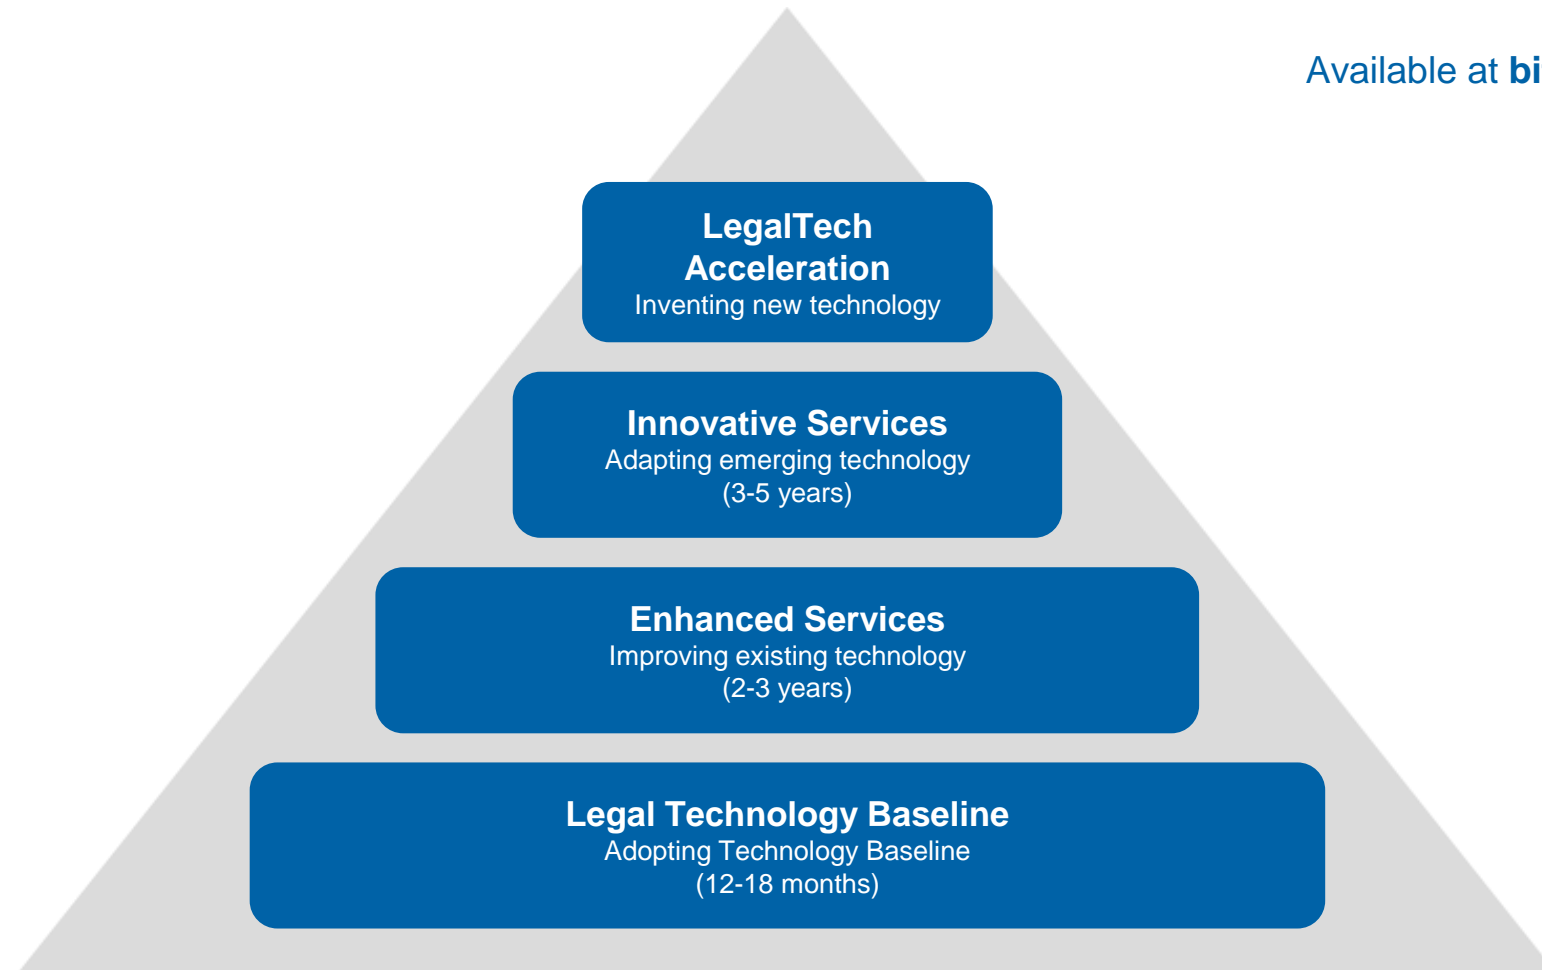 Available at bi
LegalTech
Acceleration
Inventing new technology
Innovative Services
Adapting emerging technology
(3-5 years)
Enhanced Services
Improving existing technology
(2-3 years)
Legal Technology Baseline
Adopting Technology Baseline
(12-18 months)